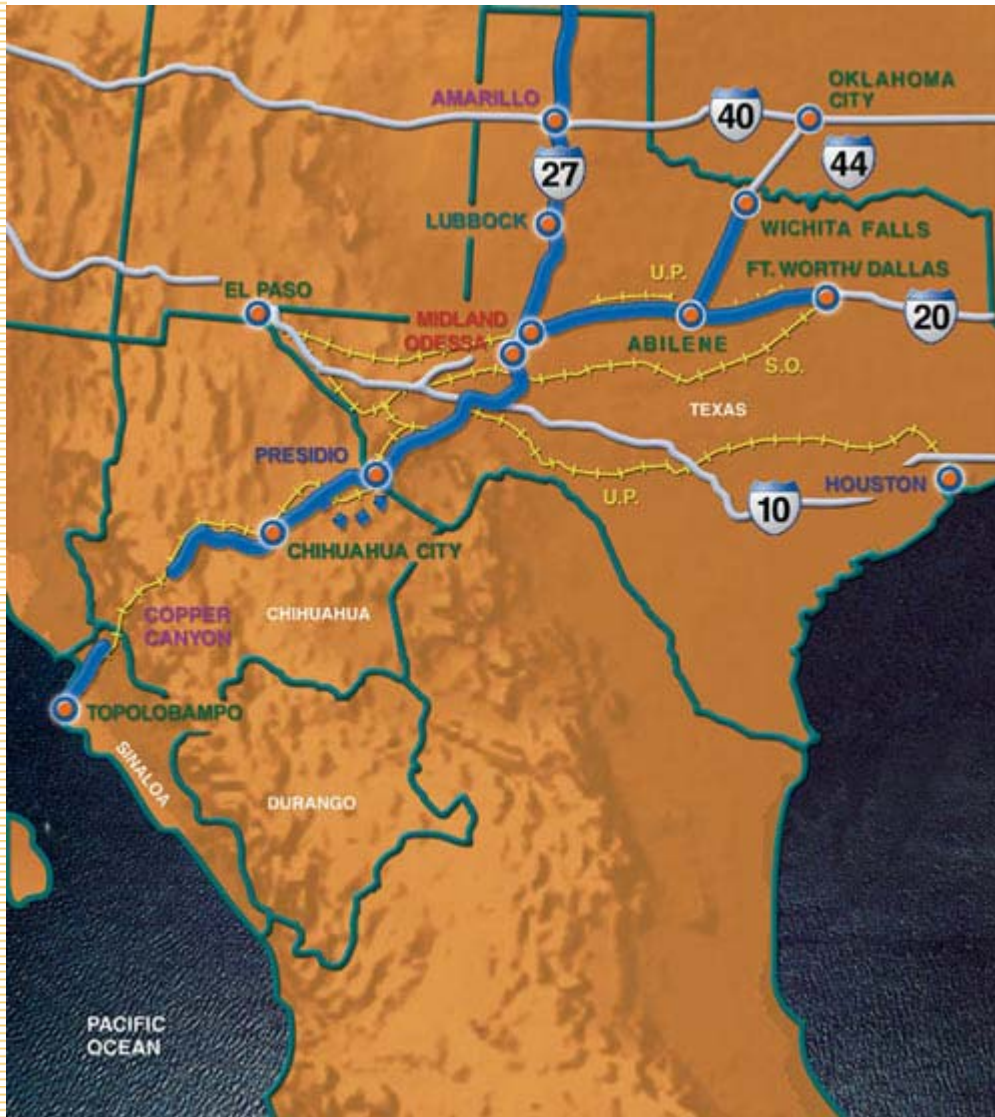 AMARILLO
40
OKLAHOMA
CITY
44
27
LUBBOCK
WICHITA FALLS
U.P.
FT. WORTH/ DALLAS
EL PASO
MIDLAND
ODESSA
ABILENE
20
S.O.
TEXAS
PRESIDIO
U.P.
10
HOUSTON
CHIHUAHUA CITY
COPPER
CANYON
CHIHUAHUA
TOPOLOBAMPO
SINALOA
DURANGO
PACIFIC
OCEAN